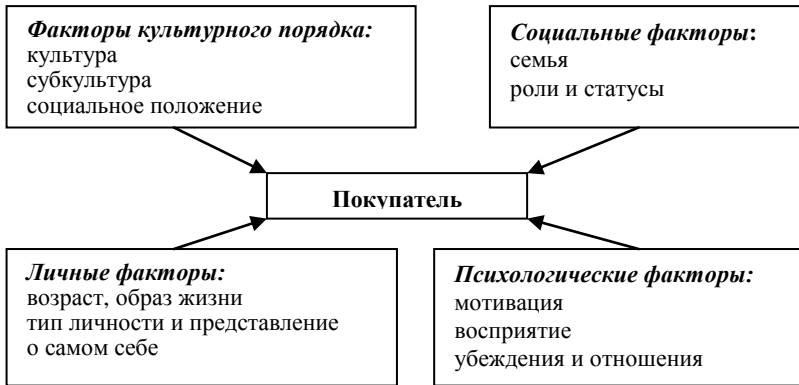 Факторы культурного порядка:
культура
субкультура
социальное положение
Социальные факторы:
семья
роли и статусы
Покупатель
Личные факторы:
возраст, образ жизни
тип личности и представление
о самом себе
Психологические факторы:
мотивация
восприятие
убеждения и отношения